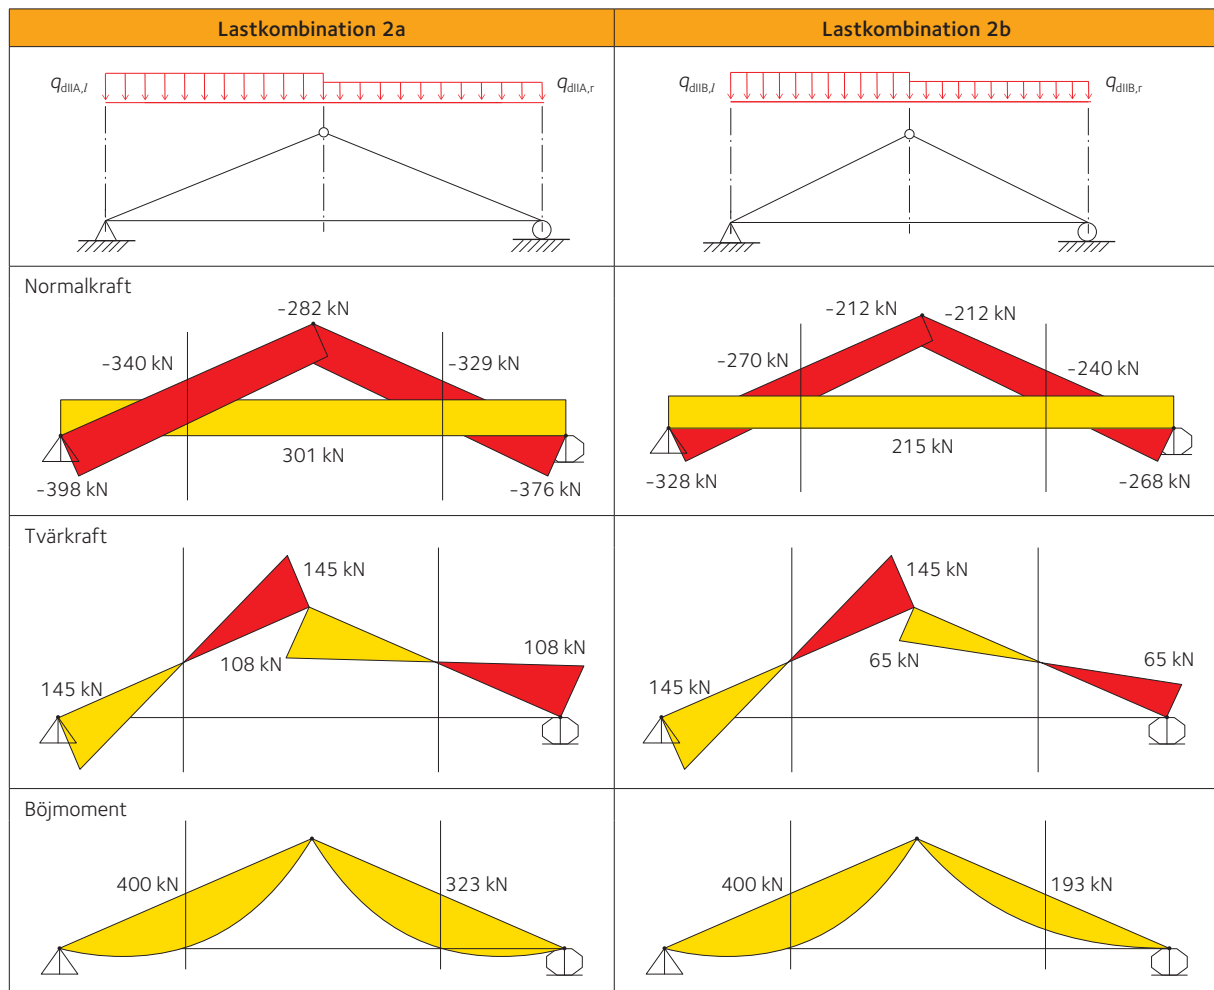 Lastkombination 2a
Lastkombination 2b
qdIIA,l
qdIIA,r
qdIIB,l
qdIIB,r
Normalkraft
-282 kN
-340 kN
-329 kN
301 kN
-398 kN
-376 kN
-212 kN
-212 kN
-270 kN
-240 kN
215 kN
-328 kN
-268 kN
Tvärkraft
145 kN
108 kN
108 kN
145 kN
145 kN
65 kN
65 kN
145 kN
Böjmoment
400 kN
323 kN
400 kN
193 kN